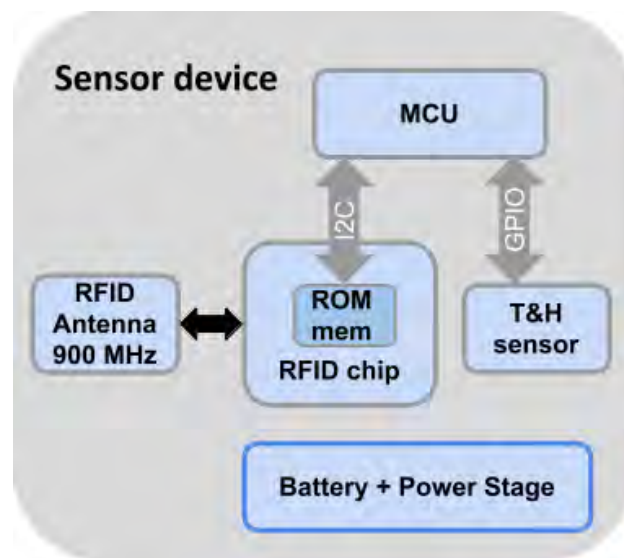 Sensor device
MCU
I2C
GPIO
RFID
Antenna
900 MHz
ROM
mem
RFID chip
T&H
sensor
Battery + Power Stage